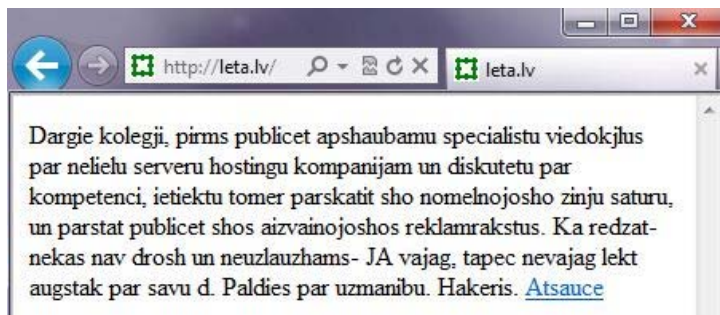 http://leta.lv/
leta.lv
Dargie kolegji, pirms publicet apshaubamu specialistu viedokjlus
par nelielu serveru hostingu kompanijam un diskutetu par
kompetenci, ietiektu tomer parskatit sho nomelnojosho zinju saturu,
un parstat publicet shos aizvainojoshos reklamrakstus. Ka redzat-
nekas nav drosh un neuzlauzhams- JA vajag, tapec nevajag lekt
augstak par savu d. Paldies par uzmanibu. Hakeris. Atsauce